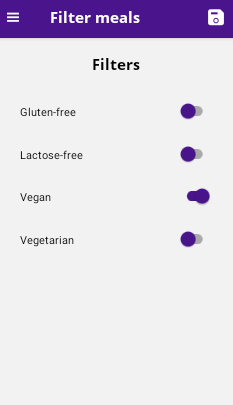 Filter meals
Filters
Gluten-free
Lactose-free
Vegan
Vegetarian